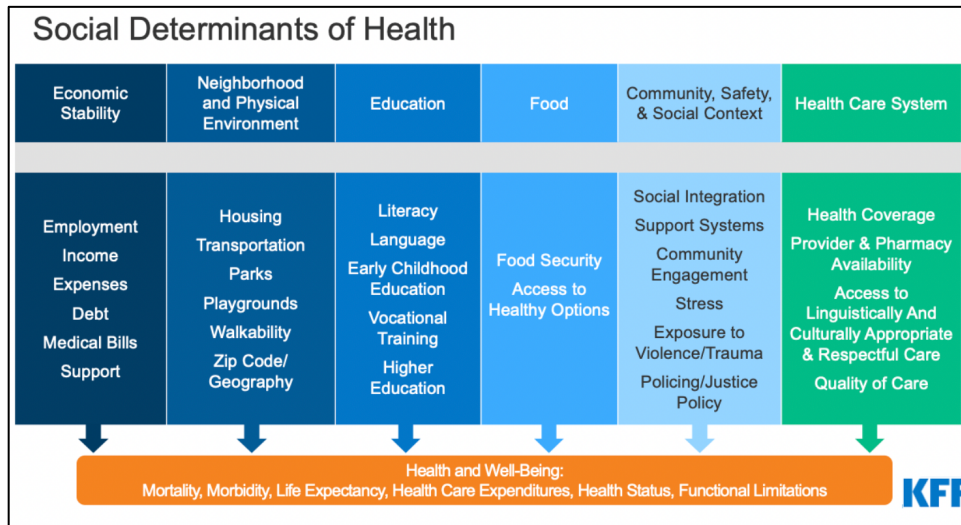 Social Determinants of Health
Economic
Stability
Neighborhood
and Physical
Environment
Education
Food
Community, Safety,
& Social Context
Health Care System
Employment
Income
Expenses
Debt
Medical Bills
Support
Housing
Transportation
Parks
Playgrounds
Walkability
Zip Code/
Geography
Literacy
Language
Early Childhood
Education
Vocational
Training
Higher
Education
Food Security
Access to
Healthy Options
Social Integration
Support Systems
Community
Engagement
Stress
Exposure to
Violence/Trauma
Policing/Justice
Policy
Health Coverage
Provider & Pharmacy
Availability
Access to
Linguistically And
Culturally Appropriate
& Respectful Care
Quality of Care
Health and Well-Being:
Mortality, Morbidity, Life Expectancy, Health Care Expenditures, Health Status, Functional Limitations
KFF